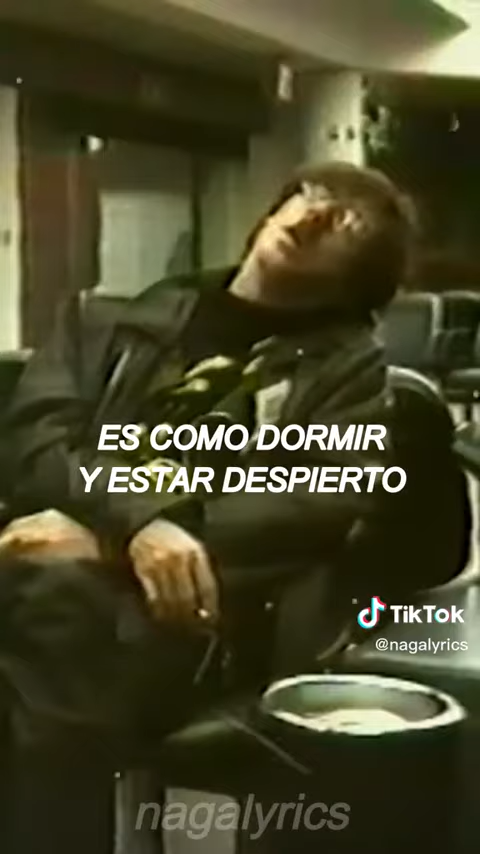 ES COMO DORMIR
Y ESTAR DESPIERTO
TikTok
@nagalyrics
nagalyrics